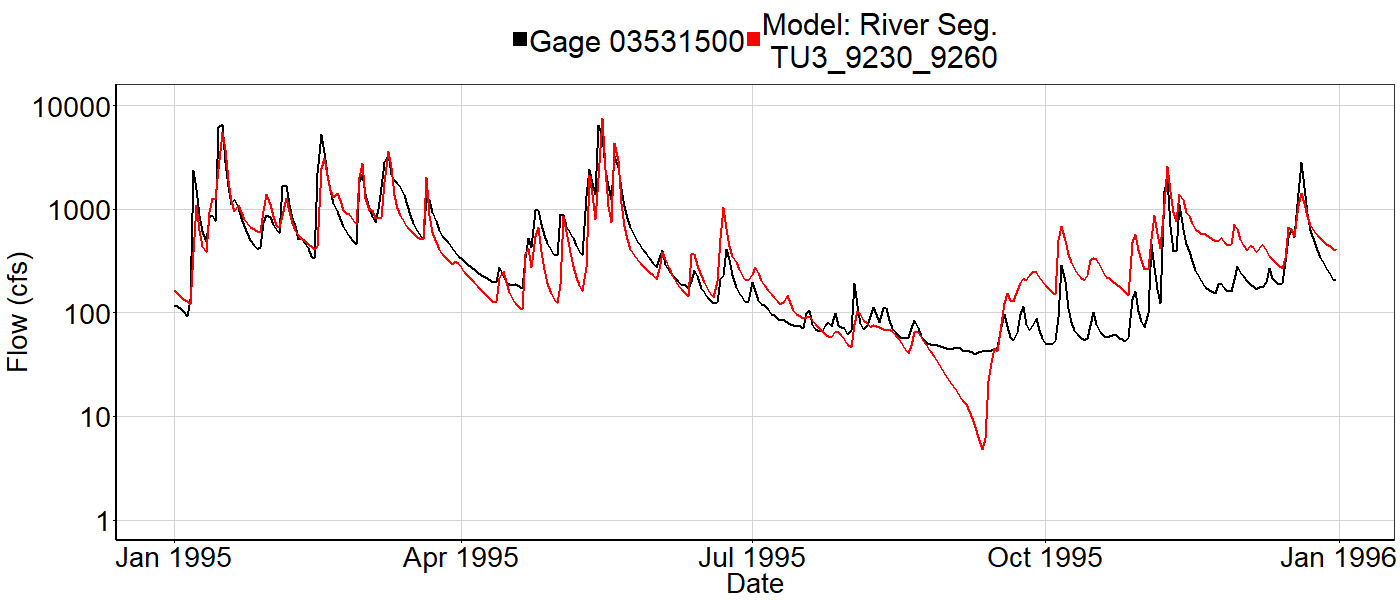 Gage 03531500
Model: River Seg.
TU3_9230_9260
10000
1000
100
10
1
Flow (cfs)
Jan 1995 Apr 1995 Jul 1995 Oct 1995 Jan 1996
Date